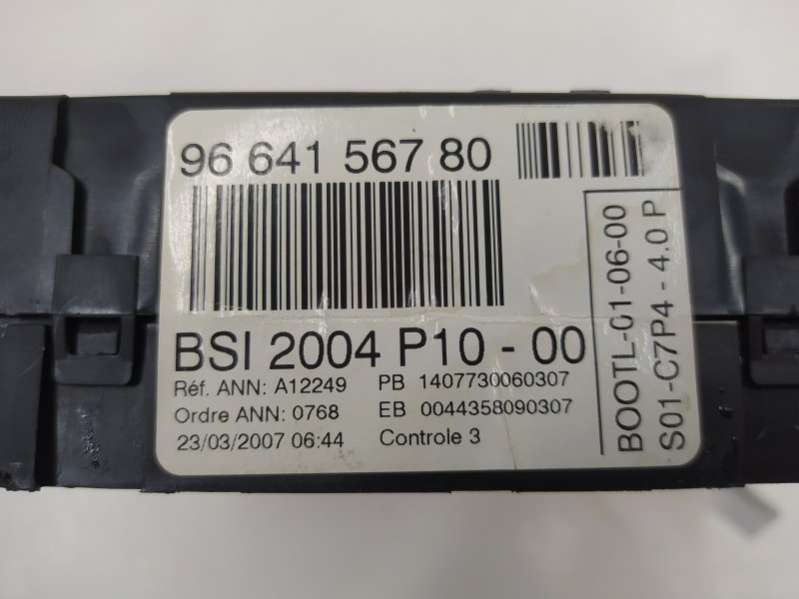 96 641 567 80
BSI 2004 P10 - 00
Réf. ANN: A12249 PB 1407730060307
Ordre ANN: 0768 EB 0044358090307
23/03/2007 06:44 Controle 3
BOOTL-01-06-00
S01-C7P4 - 4.0 P